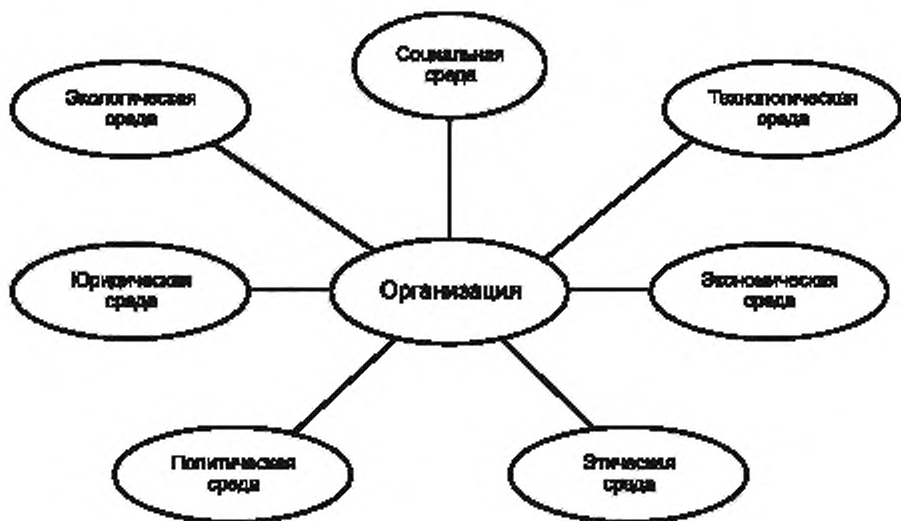 Социальная
среда
Экологическая
среда
Технологическая
среда
Юридическая
среда
Организация
Экономическая
среда
Политическая
среда
Этическая
среда